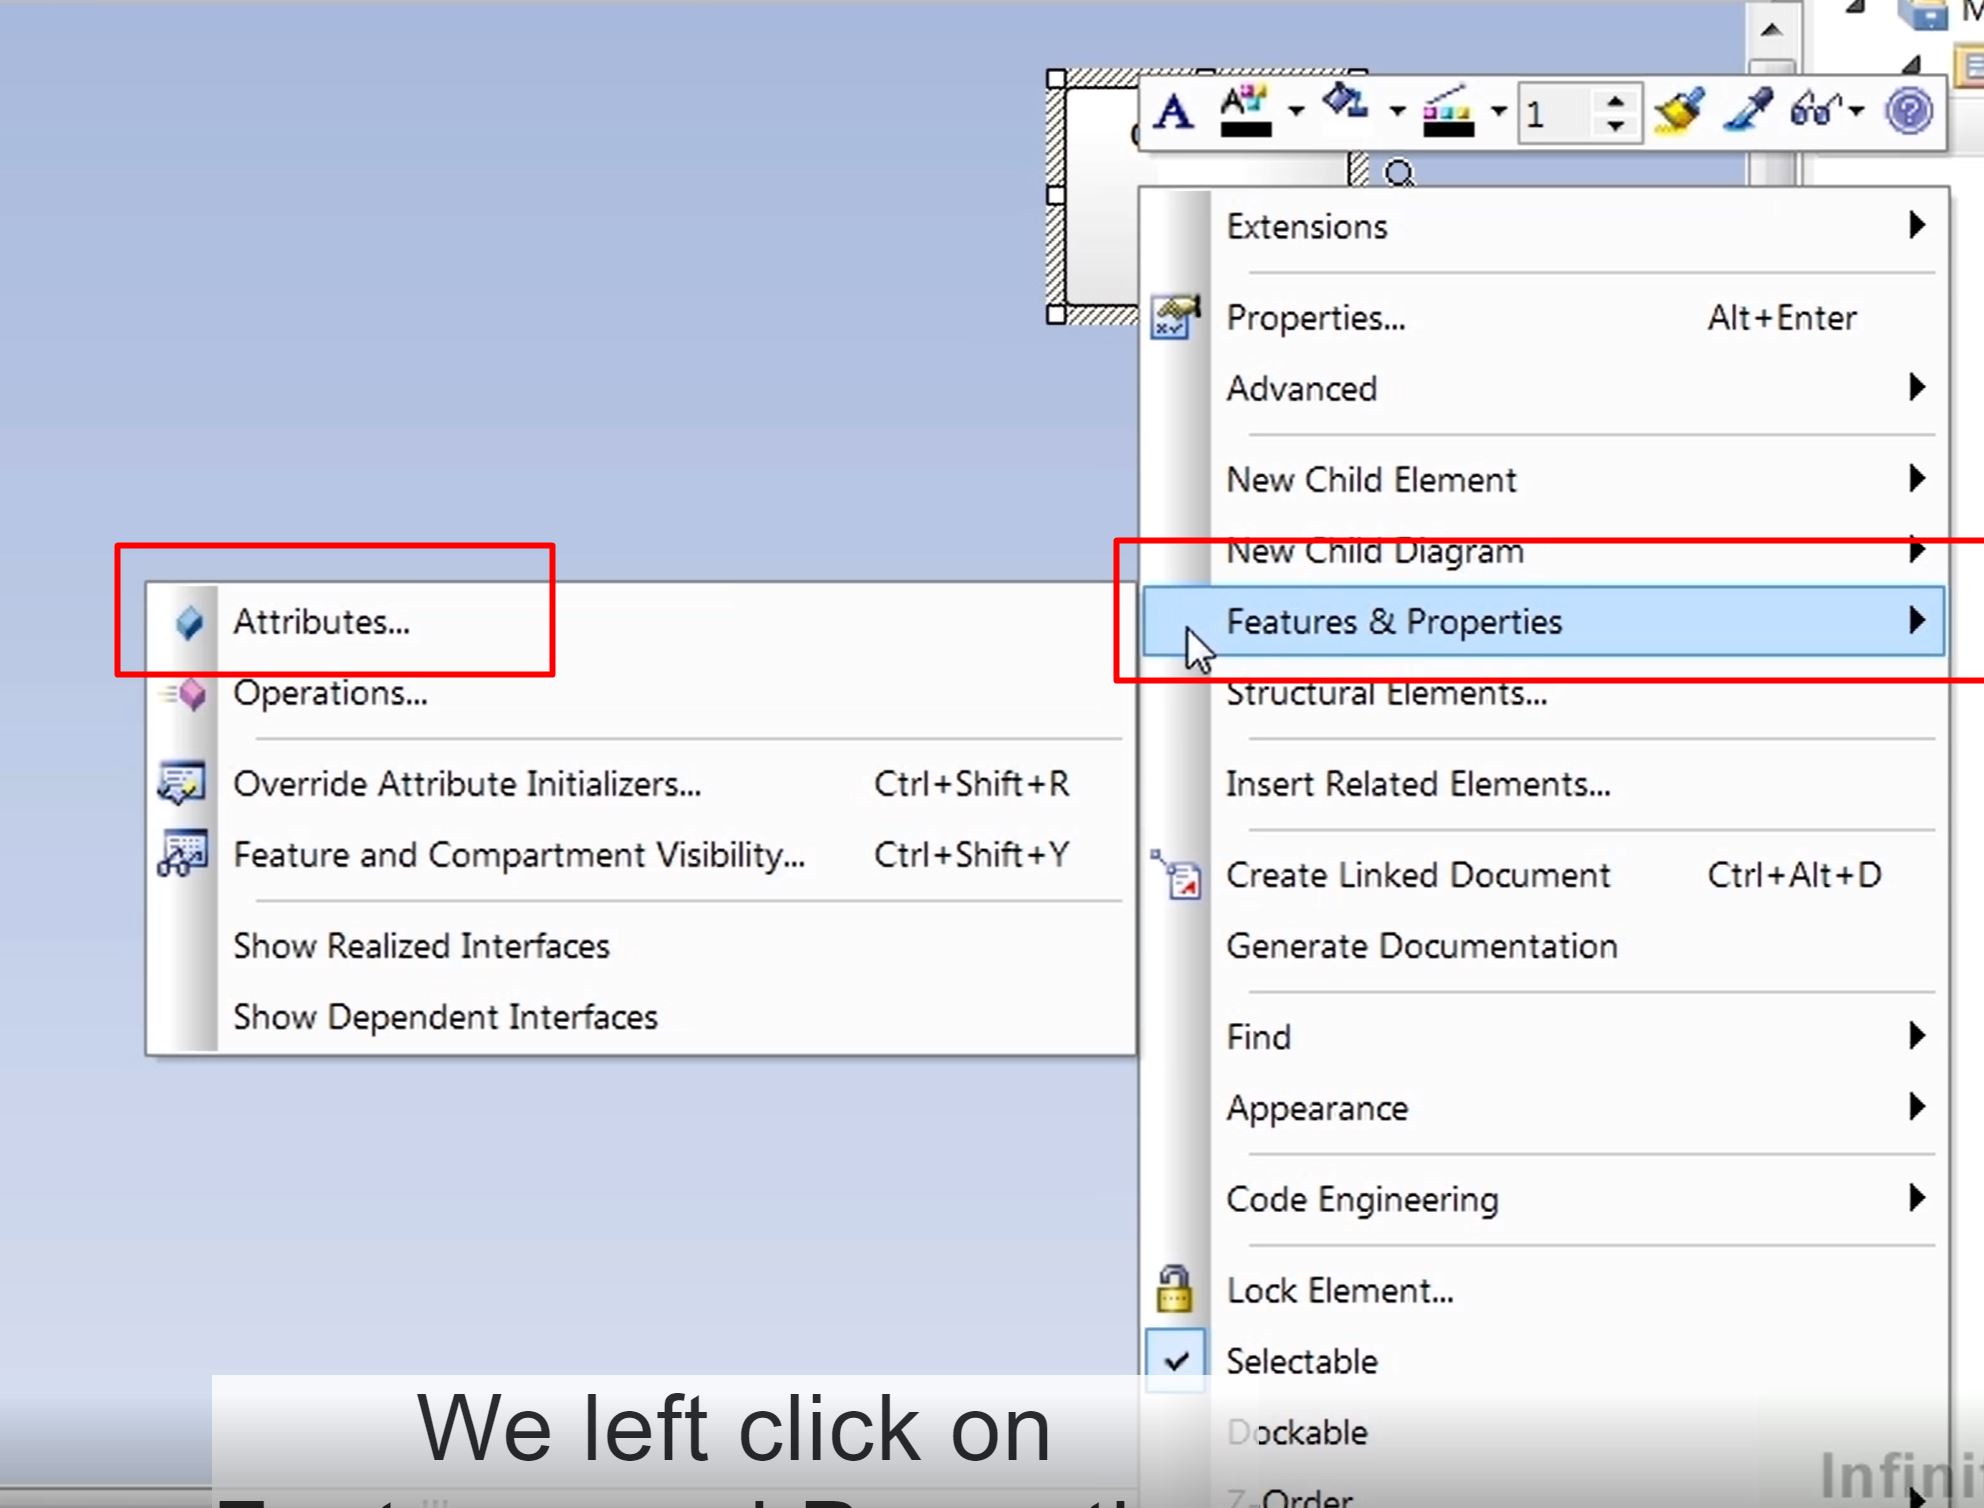 1
Extensions
Properties... Alt+Enter
Advanced
New Child Element
New Child Diagram
Features & Properties
Attributes...
Operations...
Structural Elements...
Override Attribute Initializers... Ctrl+Shift+R
Insert Related Elements...
Feature and Compartment Visibility... Ctrl+Shift+Y
Create Linked Document Ctrl+Alt+D
Show Realized Interfaces
Generate Documentation
Show Dependent Interfaces
Find
Appearance
Code Engineering
Lock Element...
Selectable
We left click on
Dockable
Z-Order